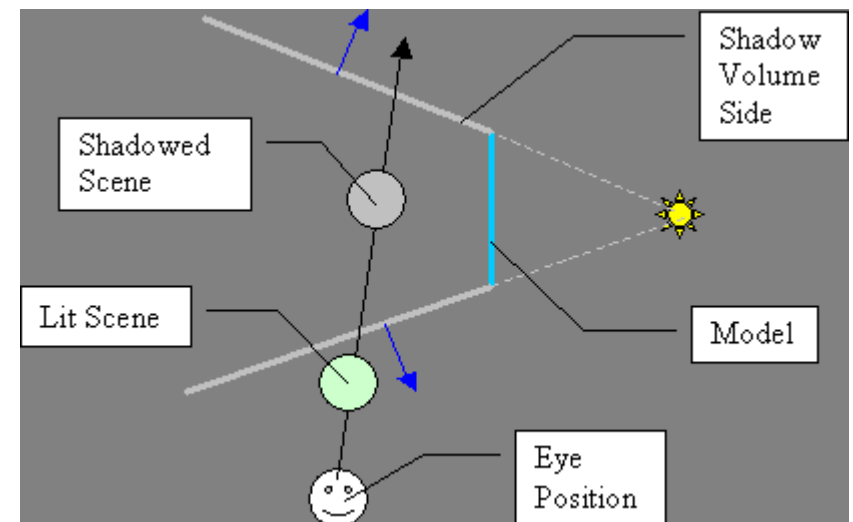 Shadow
Volume
Side
Shadowed
Scene
Lit Scene
Model
Eye
Position